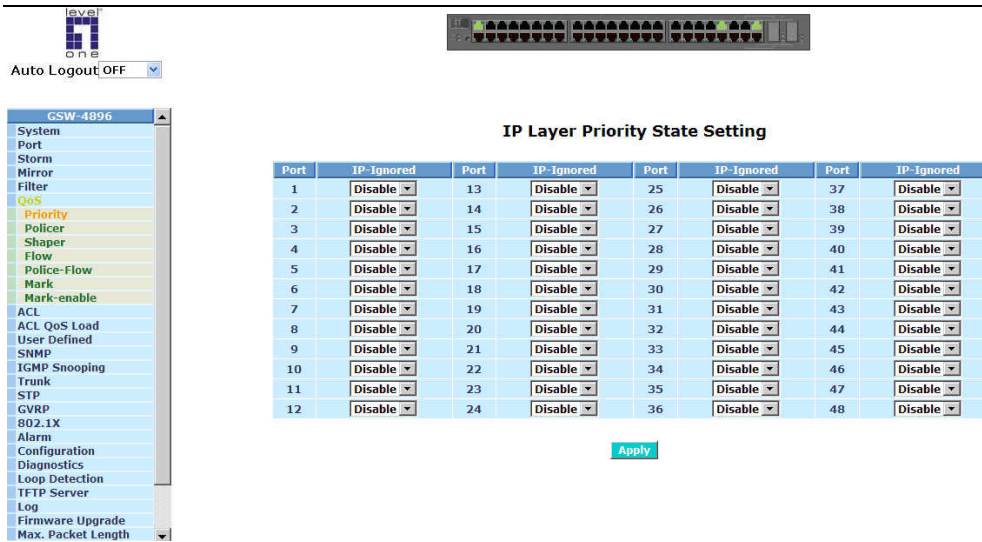 level
one
Auto Logout OFF
GSW-4896
System
Port
Storm
Mirror
Filter
QoS
Priority
Policer
Shaper
Flow
Police-Flow
Mark
Mark-enable
ACL
ACL QoS Load
User Defined
SNMP
IGMP Snooping
Trunk
STP
GVRP
802.1X
Alarm
Configuration
Diagnostics
Loop Detection
TFTP Server
Log
Firmware Upgrade
Max. Packet Length
IP Layer Priority State Setting
Port IP-Ignored Port IP-Ignored Port IP-Ignored Port IP-Ignored
1 Disable 13 Disable 25 Disable 37 Disable
2 Disable 14 Disable 26 Disable 38 Disable
3 Disable 15 Disable 27 Disable 39 Disable
4 Disable 16 Disable 28 Disable 40 Disable
5 Disable 17 Disable 29 Disable 41 Disable
6 Disable 18 Disable 30 Disable 42 Disable
7 Disable 19 Disable 31 Disable 43 Disable
8 Disable 20 Disable 32 Disable 44 Disable
9 Disable 21 Disable 33 Disable 45 Disable
10 Disable 22 Disable 34 Disable 46 Disable
11 Disable 23 Disable 35 Disable 47 Disable
12 Disable 24 Disable 36 Disable 48 Disable
Apply